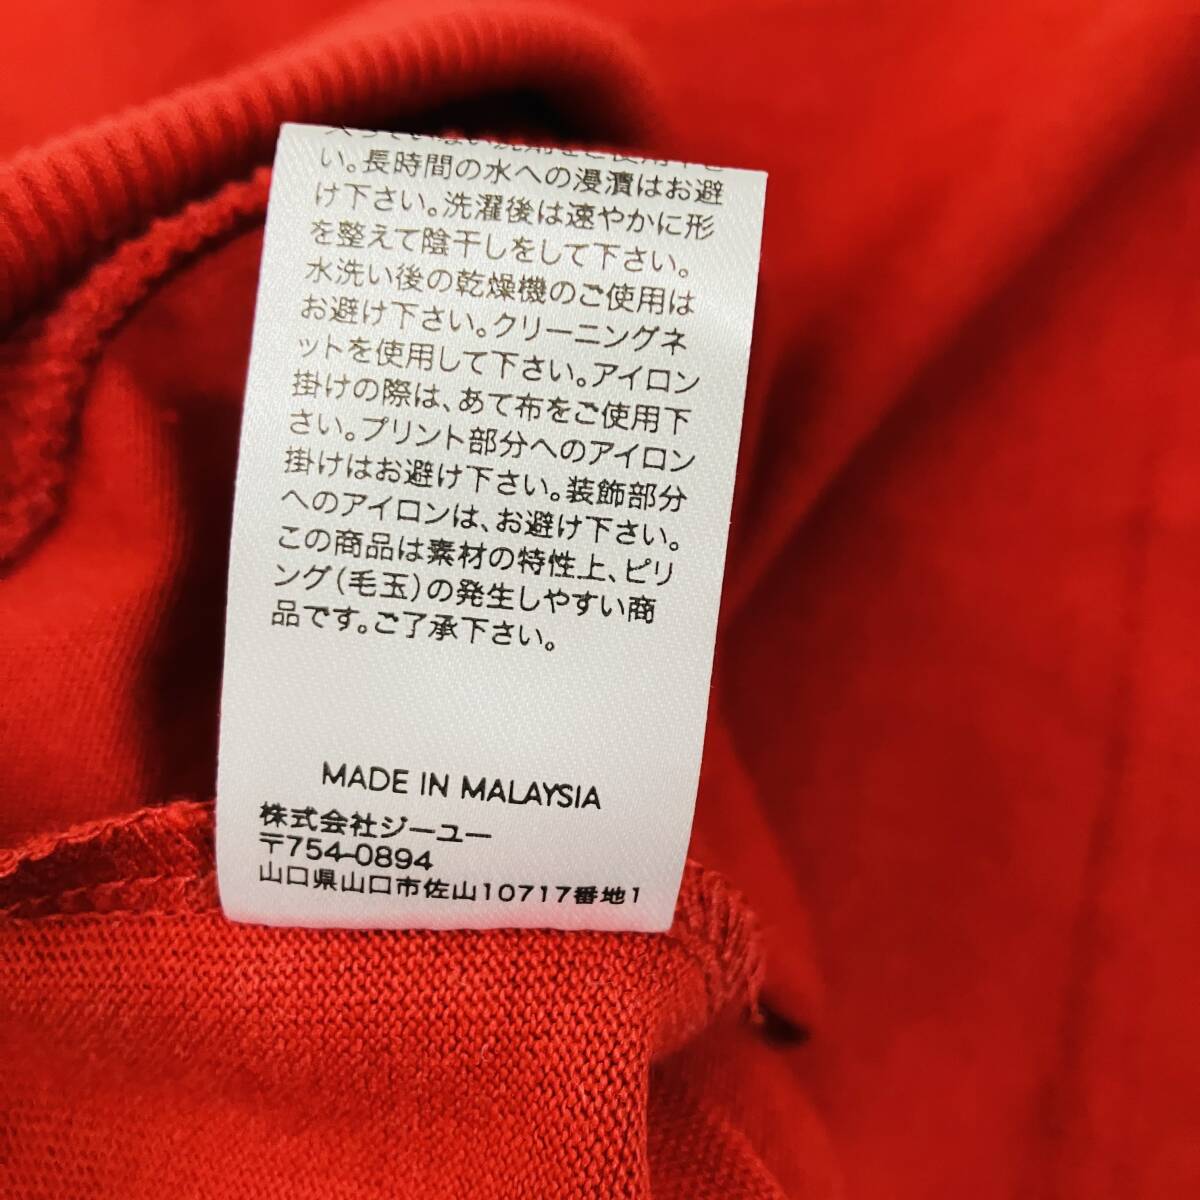 い。長時間の水への浸漬はお避
け下さい。洗濯後は速やかに形
を整えて陰干しをして下さい。
水洗い後の乾燥機のご使用は
お避け下さい。クリーニングネ
ットを使用して下さい。アイロン
掛けの際は、あて布をご使用下
さい。プリント部分へのアイロン
掛けはお避け下さい。装飾部分
へのアイロンは、お避け下さい。
この商品は素材の特性上、ピリ
ング(毛玉)の発生しやすい商
品です。ご了承下さい。
MADE IN MALAYSIA
株式会社ジーユー
〒754-0894
山口県山口市佐山10717番地1